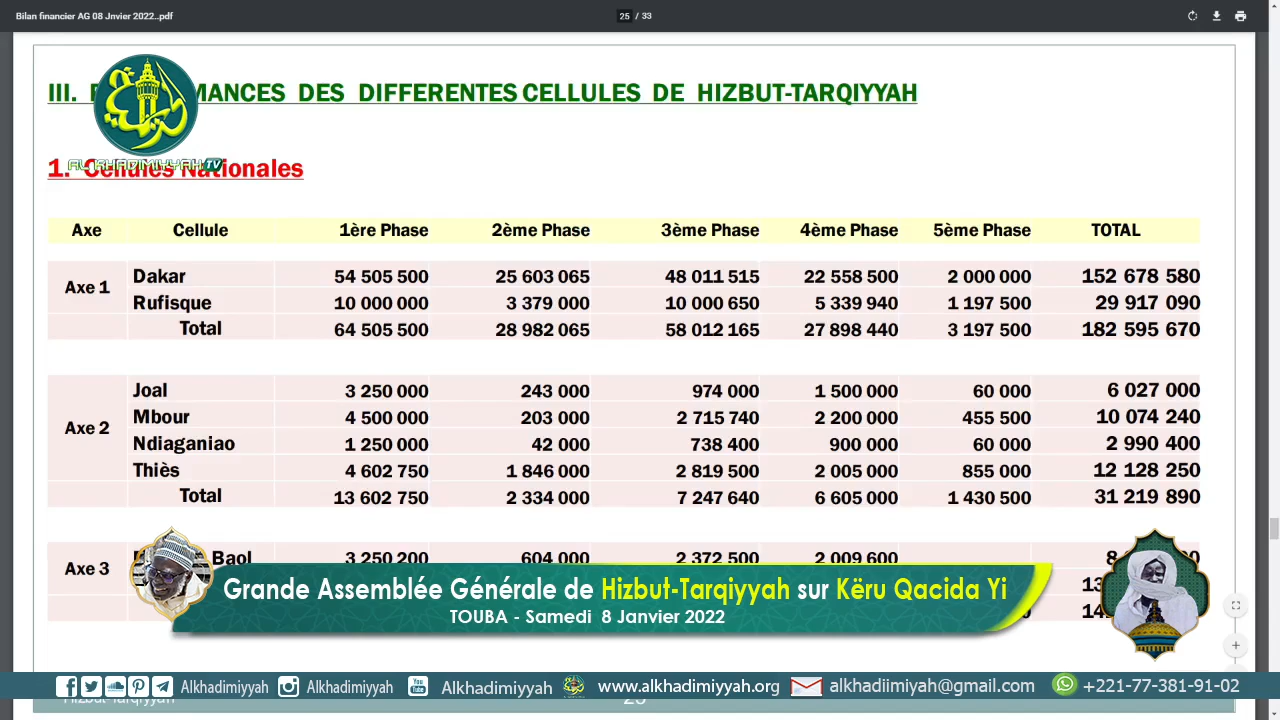 Bilan financier AG 08 Jnvier 2022..pdf
25 / 33
III. MANCES DES DIFFERENTES CELLULES DE HIZBUT-TARQIYYAH
AL KHADIMIYYAH TV
1. Cellules Nationales
Axe Cellule 1ère Phase 2ème Phase 3ème Phase 4ème Phase 5ème Phase TOTAL
Axe 1
Dakar 54 505 500 25 603 065 48 011 515 22 558 500 2 000 000 152 678 580
Rufisque 10 000 000 3 379 000 10 000 650 5 339 940 1 197 500 29 917 090
Total 64 505 500 28 982 065 58 012 165 27 898 440 3 197 500 182 595 670
Axe 2
Joal 3 250 000 243 000 974 000 1 500 000 60 000 6 027 000
Mbour 4 500 000 203 000 2 715 740 2 200 000 455 500 10 074 240
Ndiaganiao 1 250 000 42 000 738 400 900 000 60 000 2 990 400
Thiès 4 602 750 1 846 000 2 819 500 2 005 000 855 000 12 128 250
Total 13 602 750 2 334 000 7 247 640 6 605 000 1 430 500 31 219 890
Axe 3
Baol 3 250 200 604 000 2 372 500 2 009 600
Grande Assemblée Générale de Hizbut-Tarqiyyah sur Këru Qacida Yi
TOUBA - Samedi 8 Janvier 2022
Alkhadimiyyah Alkhadimiyyah You Tube Alkhadimiyyah www.alkhadimiyyah.org alkhadiimiyah@gmail.com +221-77-381-91-02
Hizbut-Tarqiyyah